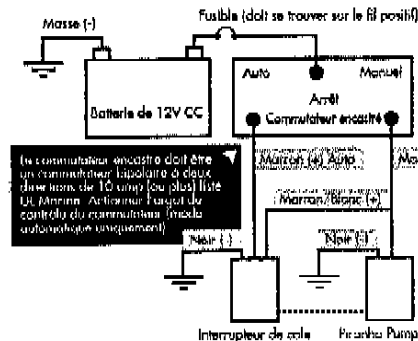 Fusible (doit se trouver sur le fil positif)
Masse (-)
Auto
Manuel
Arrêt
Batterie de 12V CC
Commutateur encastré
Le commutateur encastré doit être
un commutateur bipolaire à deux
directions de 10 amp (ou plus) listé
UL Marine. Actionner l'argot du
contrôle du commutateur (mode
automatique uniquement)
Marron (+) Auto
Ma
Marron/Blanc (+)
Noir (-)
Noir (-)
Interrupteur de cale
Piranha Pump